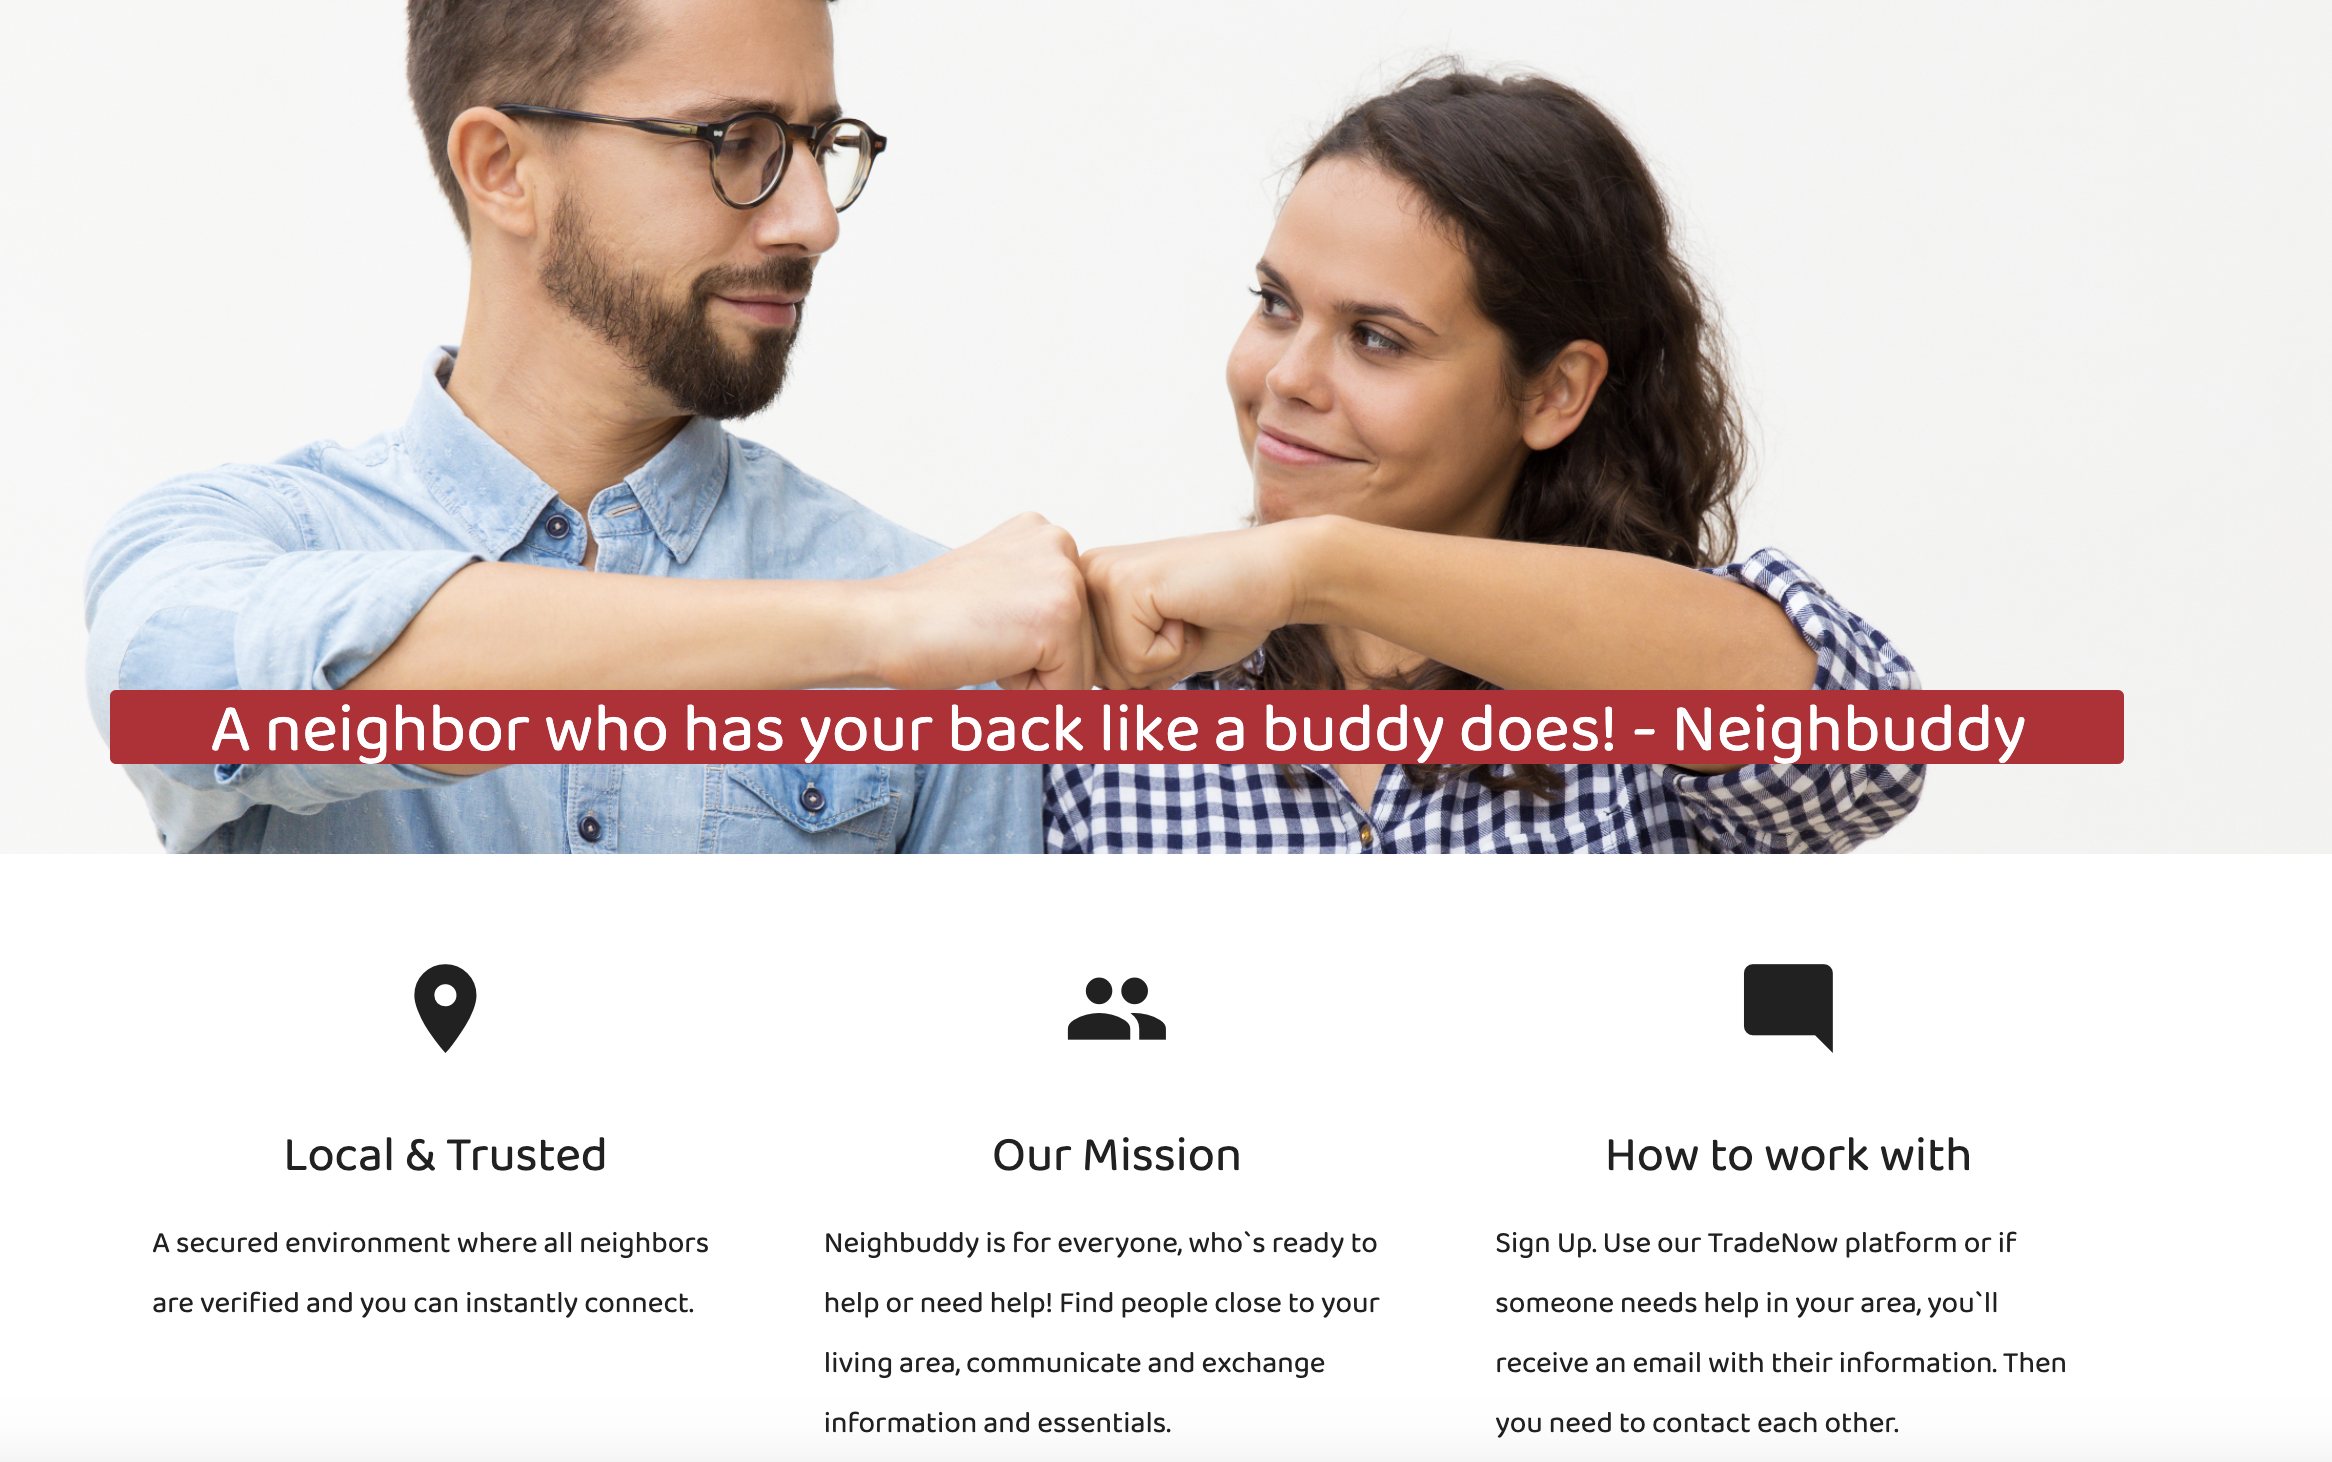 A neighbor who has your back like a buddy does! - Neighbuddy
Local & Trusted
A secured environment where all neighbors
are verified and you can instantly connect.
Our Mission
Neighbuddy is for everyone, who`s ready to
help or need help! Find people close to your
living area, communicate and exchange
information and essentials.
How to work with
Sign Up. Use our TradeNow platform or if
someone needs help in your area, you`ll
receive an email with their information. Then
you need to contact each other.